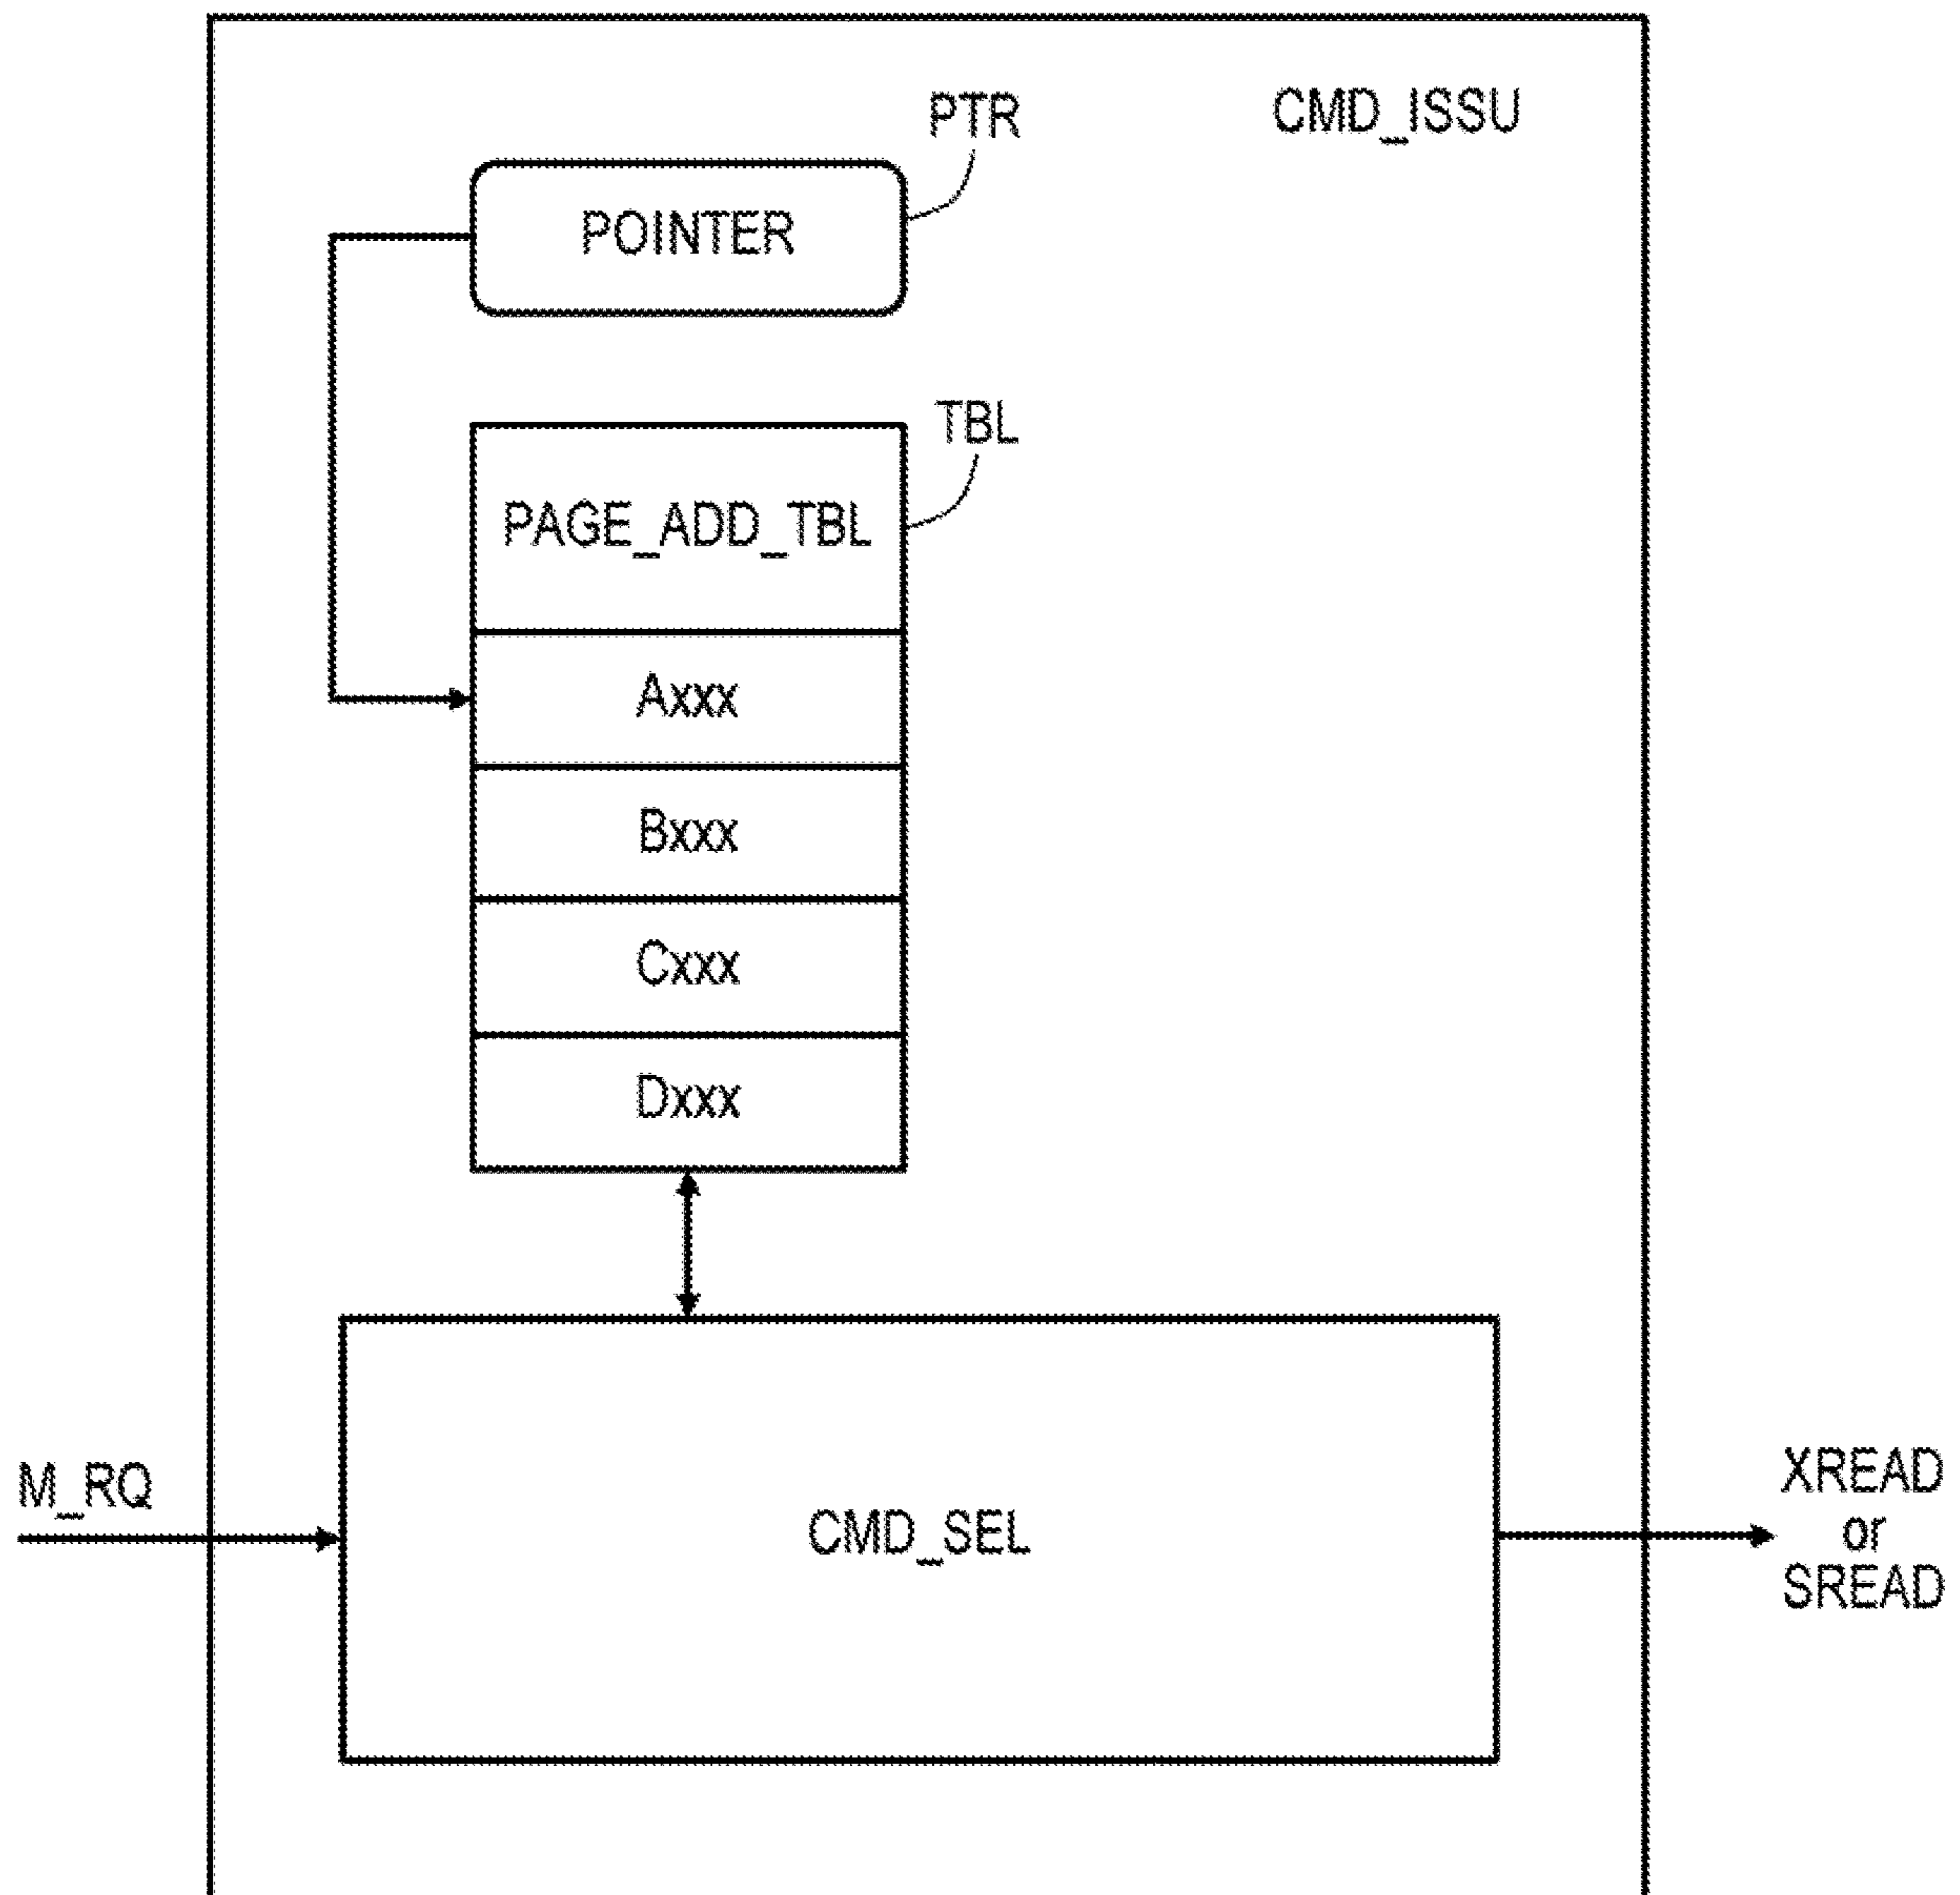 PTR
CMD_ISSU
POINTER
TBL
PAGE_ADD_TBL
Axxx
Bxxx
Cxxx
Dxxx
M_RQ
CMD_SEL
XREAD
or
SREAD